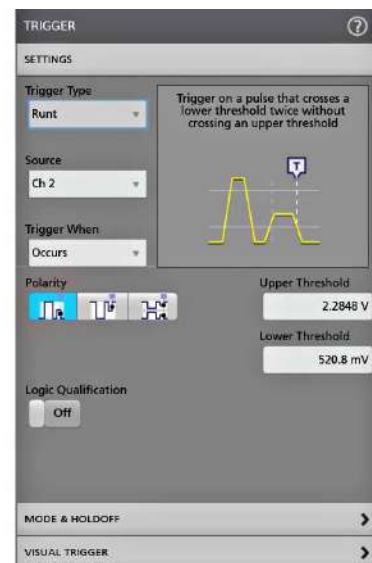 TRIGGER
SETTINGS
Trigger Type
Runt
Trigger on a pulse that crosses a
lower threshold twice without
crossing an upper threshold
T
Source
Ch 2
Trigger When
Occurs
Polarity
Upper Threshold
2.2848 V
Lower Threshold
520.8 mV
Logic Qualification
Off
MODE & HOLDOFF
VISUAL TRIGGER